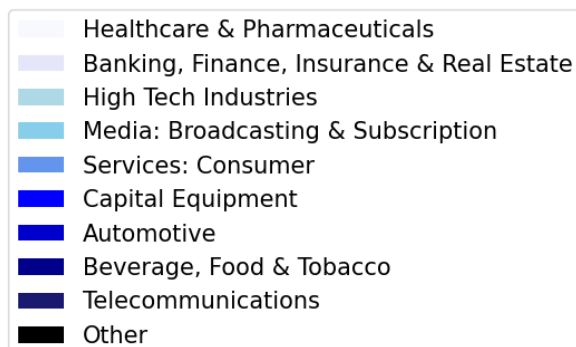 Healthcare & Pharmaceuticals
Banking, Finance, Insurance & Real Estate
High Tech Industries
Media: Broadcasting & Subscription
Services: Consumer
Capital Equipment
Automotive
Beverage, Food & Tobacco
Telecommunications
Other